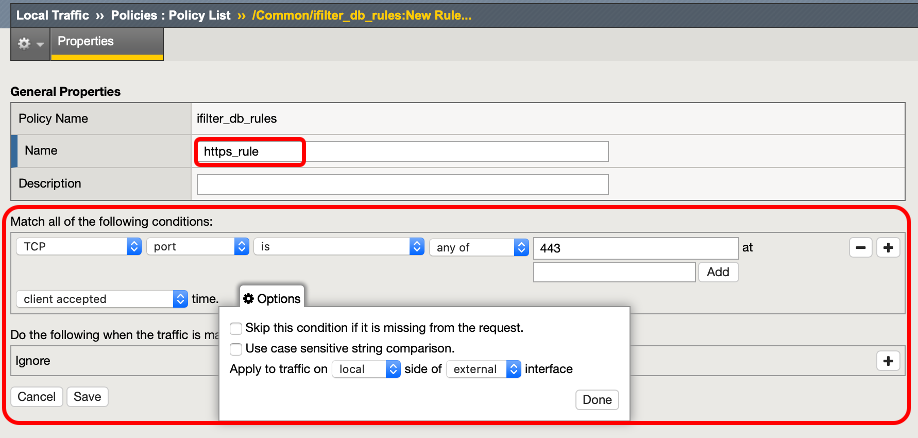 Local Traffic ›› Policies : Policy List ›› /Common/ifilter_db_rules:New Rule...
Properties
General Properties
Policy Name ifilter_db_rules
Name https_rule
Description
Match all of the following conditions:
TCP port is any of 443 at
Add
client accepted time. Options
Skip this condition if it is missing from the request.
Do the following when the traffic is
Use case sensitive string comparison.
Ignore
Apply to traffic on local side of external interface
Cancel Save
Done